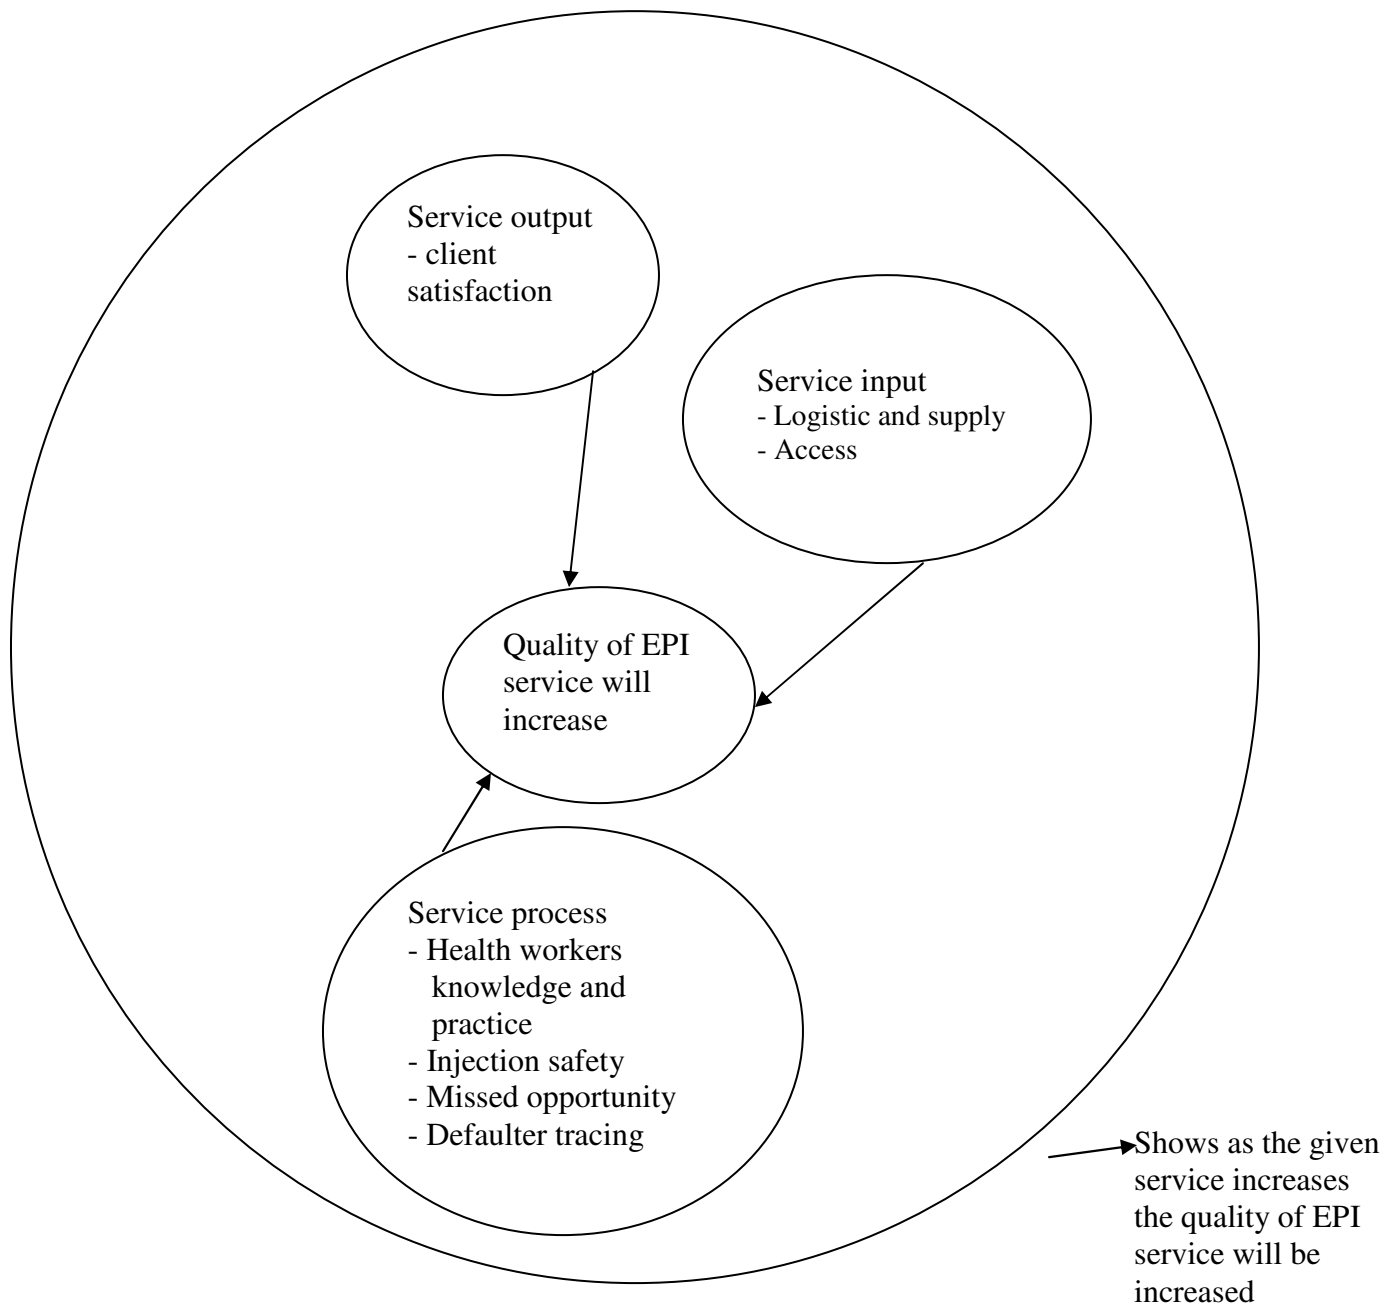 Service output
- client
satisfaction
Service input
- Logistic and supply
- Access
Quality of EPI
service will
increase
Service process
- Health workers
knowledge and
practice
- Injection safety
- Missed opportunity
- Defaulter tracing
Shows as the given
service increases
the quality of EPI
service will be
increased